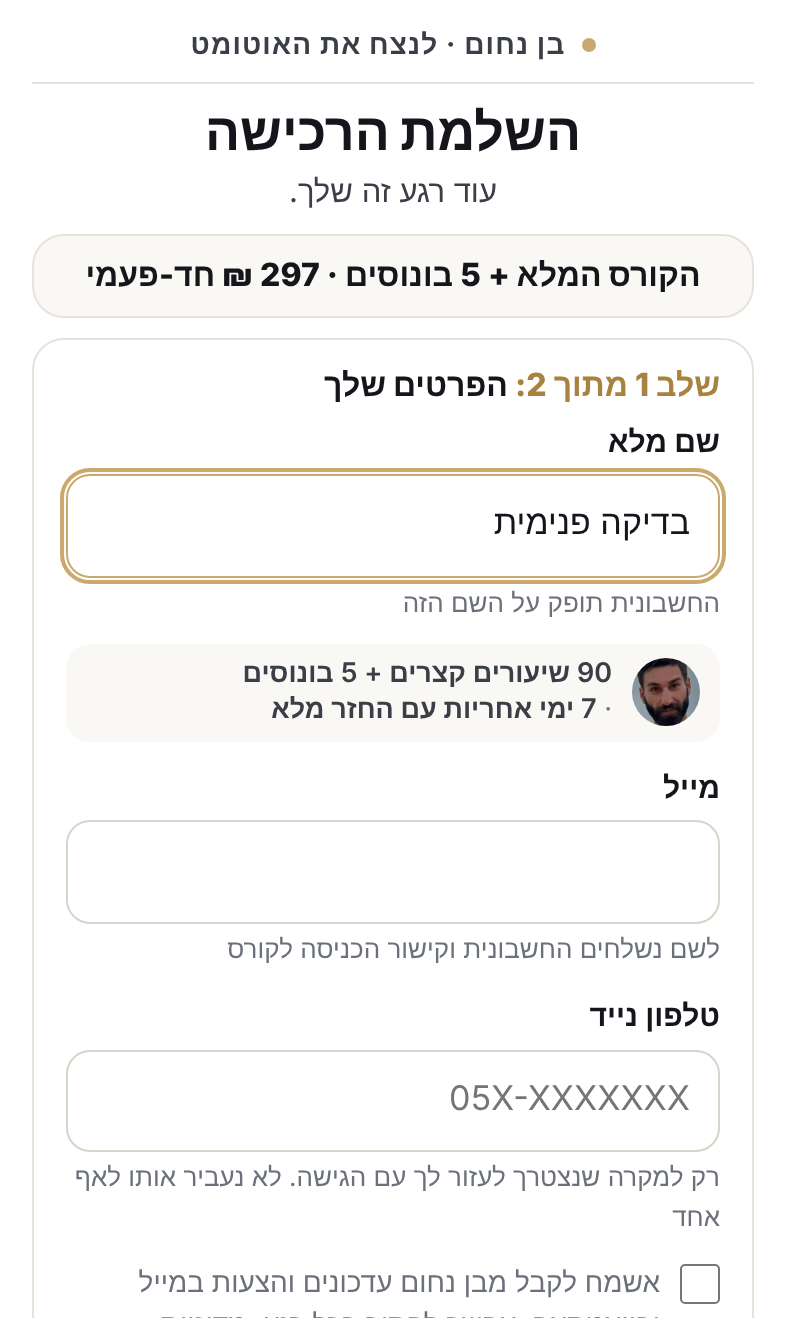 בן נחום · לנצח את האוטומט
השלמת הרכישה
עוד רגע זה שלך.
הקורס המלא + 5 בונוסים · 297 ₪ חד-פעמי
שלב 1 מתוך 2: הפרטים שלך
שם מלא
בדיקה פנימית
החשבונית תופק על השם הזה
90 שיעורים קצרים + 5 בונוסים
· 7 ימי אחריות עם החזר מלא
מייל
לשם נשלחים החשבונית וקישור הכניסה לקורס
טלפון נייד
05X-XXXXXXX
רק למקרה שנצטרך לעזור לך עם הגישה. לא נעביר אותו לאף
אחד
אשמח לקבל מבן נחום עדכונים והצעות במייל